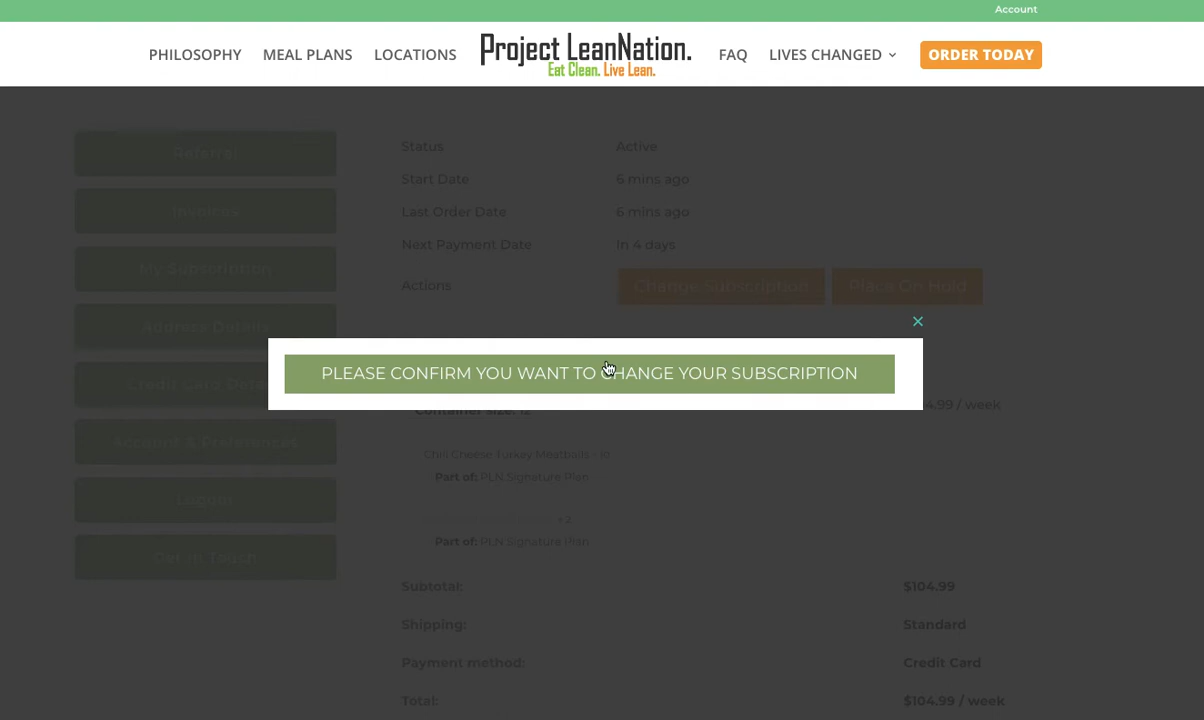 Account
PHILOSOPHY MEAL PLANS LOCATIONS Project LeanNation. FAQ LIVES CHANGED ORDER TODAY
Eat Clean. Live Lean.
Referral
Status Active
Start Date 6 mins ago
Invoices
Last Order Date 6 mins ago
Next Payment Date In 4 days
My Subscription
Actions Change Subscription Place On Hold
Address Details
PLEASE CONFIRM YOU WANT TO CHANGE YOUR SUBSCRIPTION
Credit Card
/ week
Container size: 12
Account & Preferences
Chili Cheese Turkey Meatballs × 10
Part of: PLN Signature Plan
Logout
× 2
Part of: PLN Signature Plan
Get In Touch
Subtotal: $104.99
Shipping: Standard
Payment method: Credit Card
Total: $104.99 / week